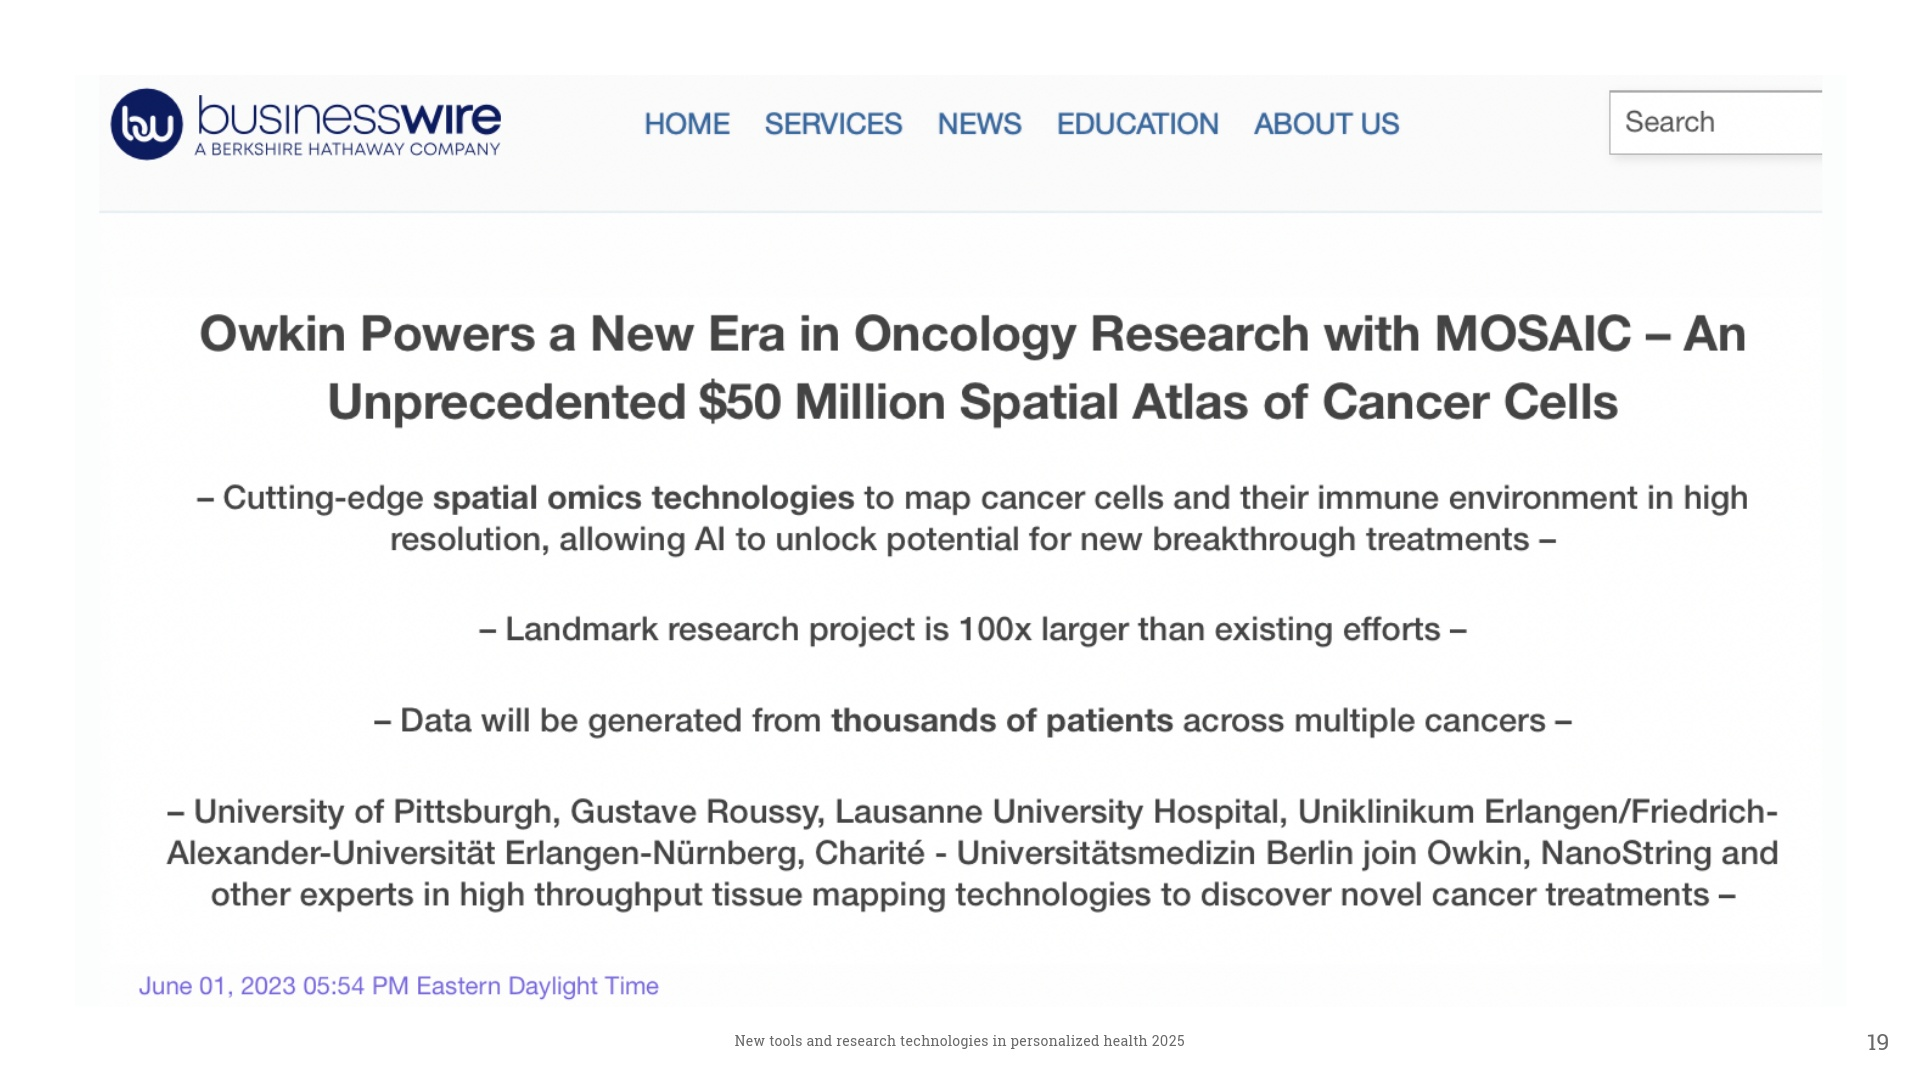 businesswire
A BERKSHIRE HATHAWAY COMPANY
HOME SERVICES NEWS EDUCATION ABOUT US
Search
Owkin Powers a New Era in Oncology Research with MOSAIC – An
Unprecedented $50 Million Spatial Atlas of Cancer Cells
– Cutting-edge spatial omics technologies to map cancer cells and their immune environment in high
resolution, allowing AI to unlock potential for new breakthrough treatments –
– Landmark research project is 100x larger than existing efforts –
– Data will be generated from thousands of patients across multiple cancers –
– University of Pittsburgh, Gustave Roussy, Lausanne University Hospital, Uniklinikum Erlangen/Friedrich-
Alexander-Universität Erlangen-Nürnberg, Charité - Universitätsmedizin Berlin join Owkin, NanoString and
other experts in high throughput tissue mapping technologies to discover novel cancer treatments –
June 01, 2023 05:54 PM Eastern Daylight Time
New tools and research technologies in personalized health 2025
19